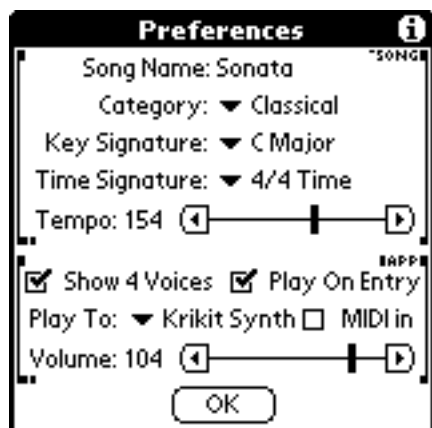 Preferences i
SONG
Song Name: Sonata
Category: Classical
Key Signature: C Major
Time Signature: 4/4 Time
Tempo: 154
APP
Show 4 Voices Play On Entry
Play To: Krikit Synth MIDI in
Volume: 104
OK